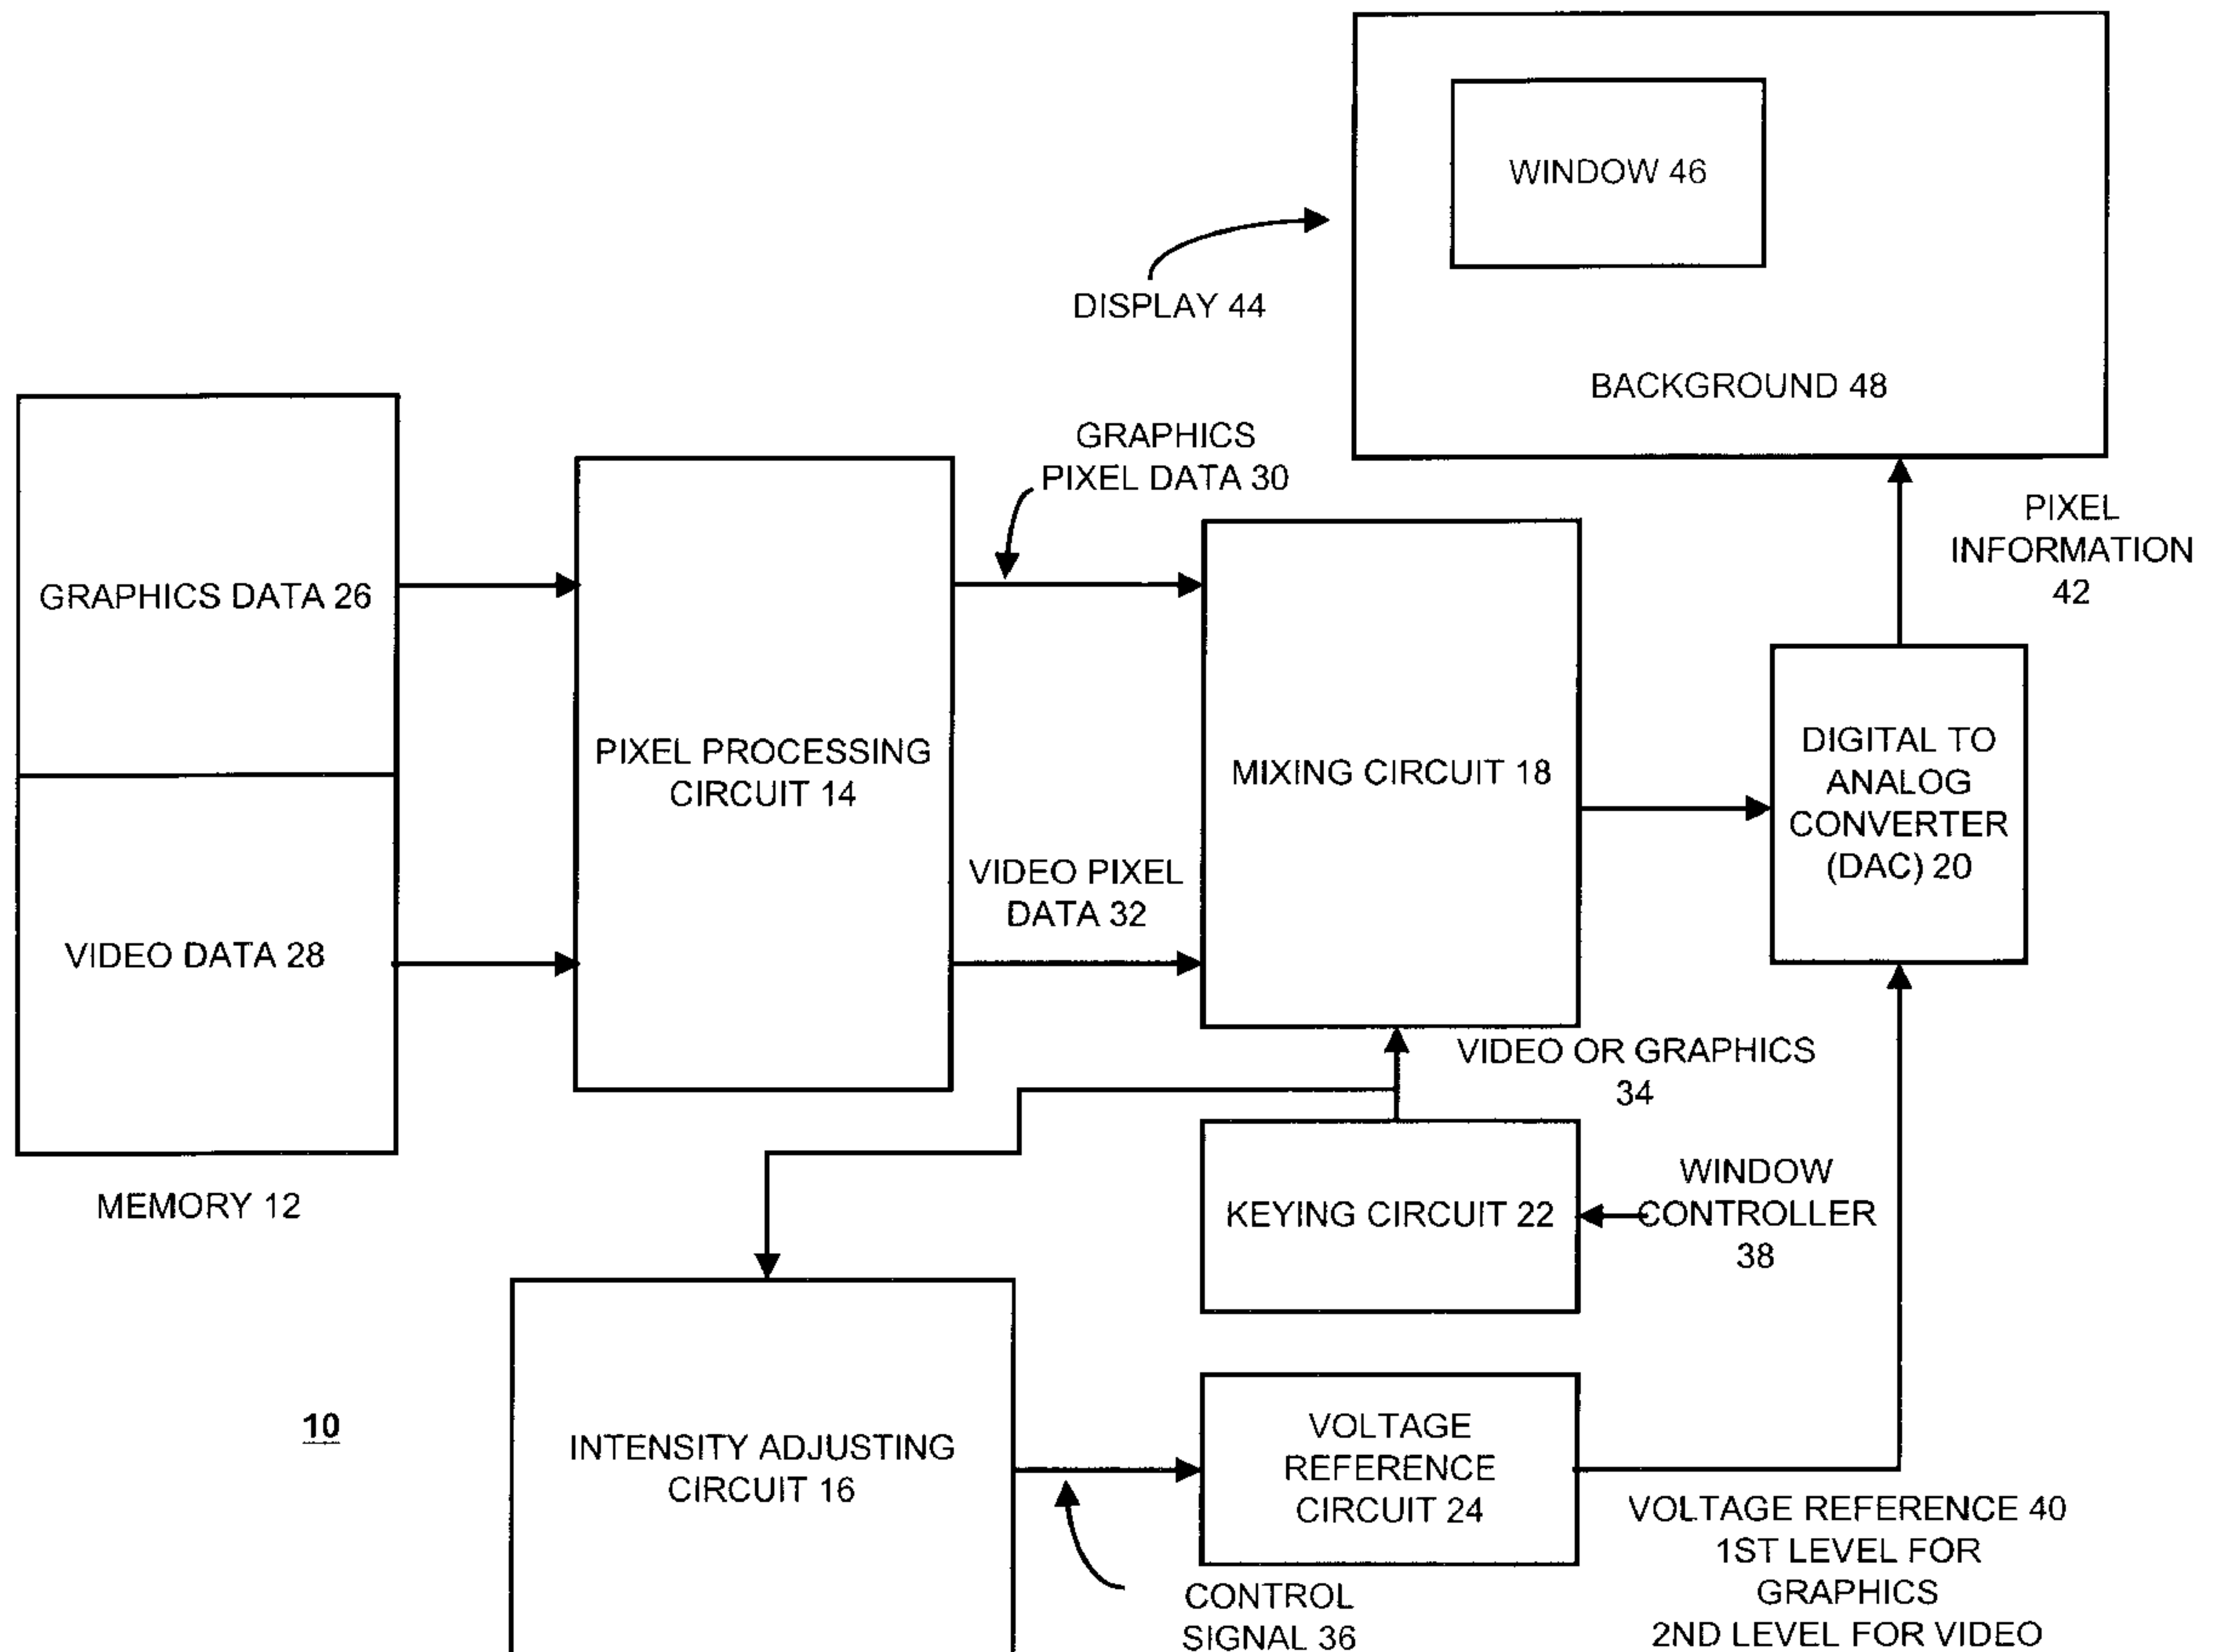 WINDOW 46
DISPLAY 44
BACKGROUND 48
GRAPHICS
PIXEL DATA 30
PIXEL
INFORMATION
42
GRAPHICS DATA 26
PIXEL PROCESSING
CIRCUIT 14
MIXING CIRCUIT 18
DIGITAL TO
ANALOG
CONVERTER
(DAC) 20
VIDEO PIXEL
DATA 32
VIDEO DATA 28
VIDEO OR GRAPHICS
34
MEMORY 12
KEYING CIRCUIT 22
WINDOW
CONTROLLER
38
10
INTENSITY ADJUSTING
CIRCUIT 16
VOLTAGE
REFERENCE
CIRCUIT 24
VOLTAGE REFERENCE 40
1ST LEVEL FOR
GRAPHICS
2ND LEVEL FOR VIDEO
CONTROL
SIGNAL 36